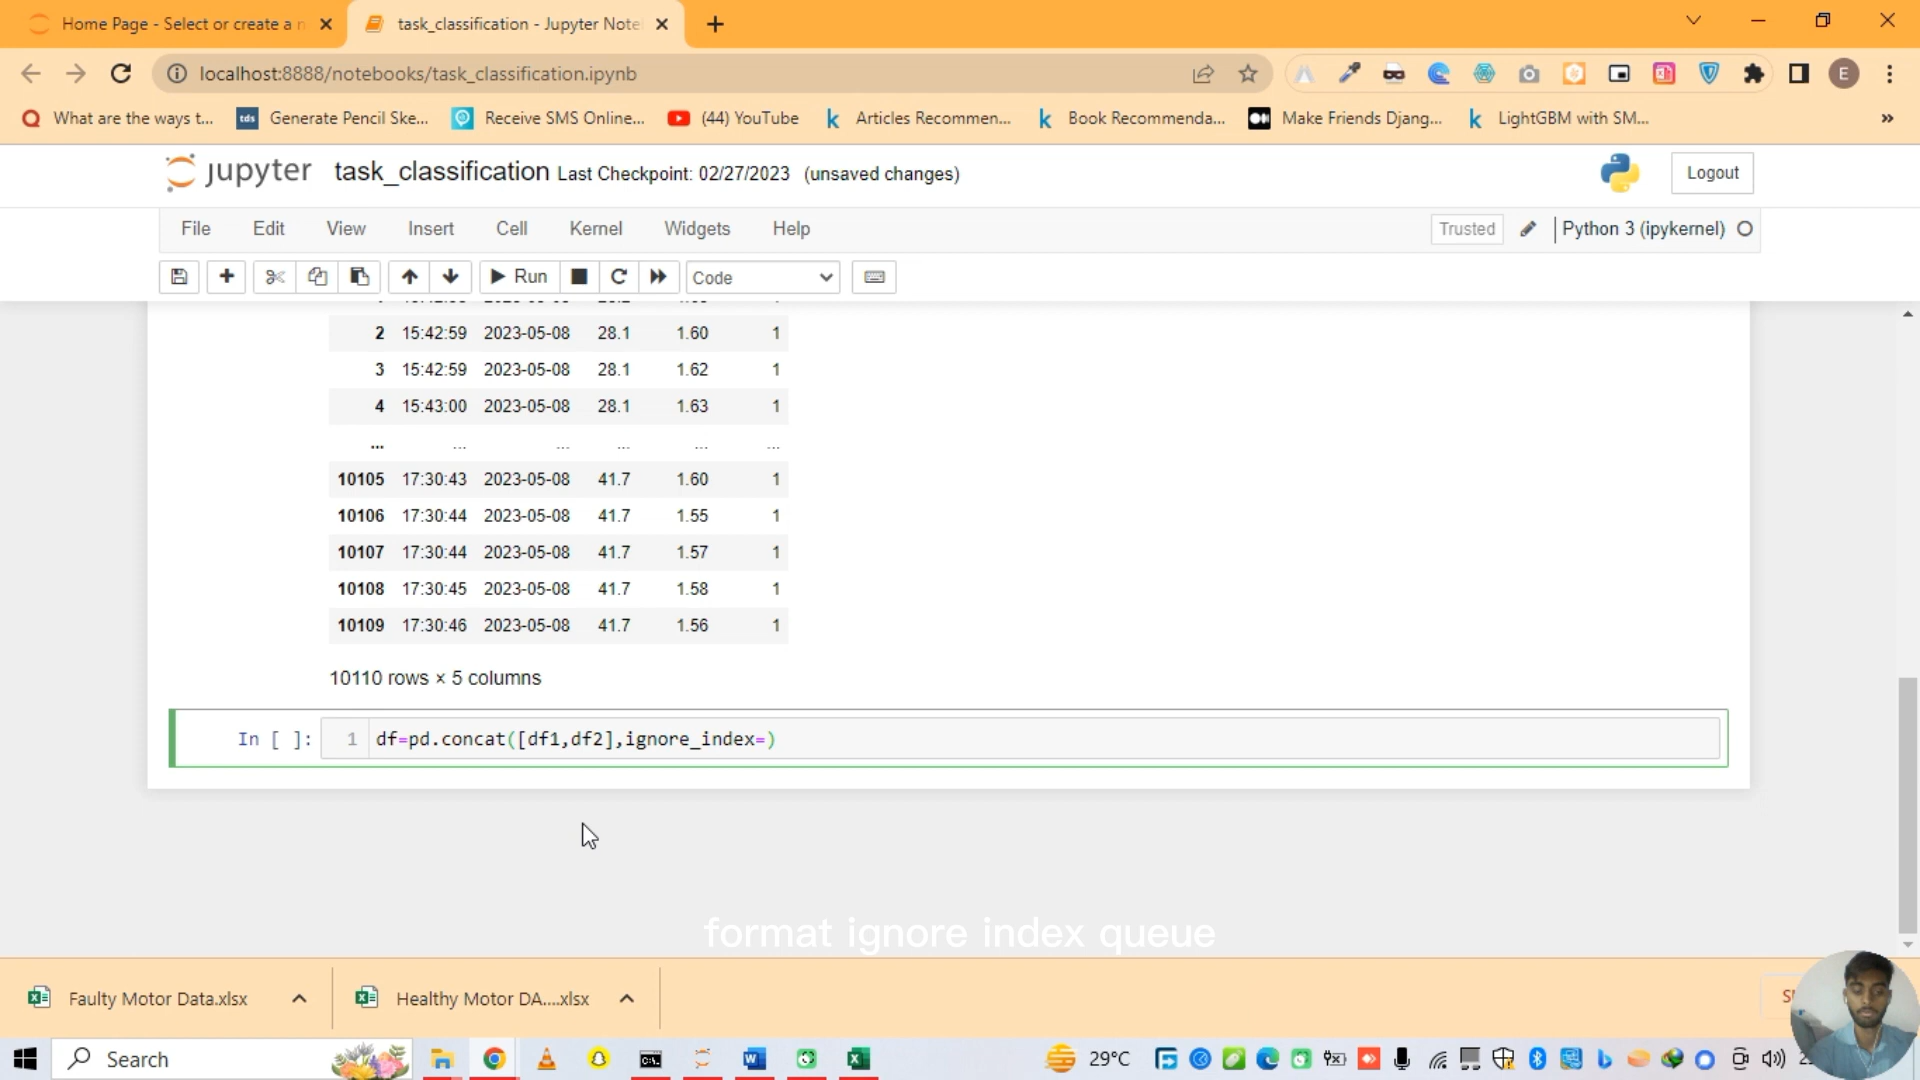 Home Page - Select or create a n
task_classification - Jupyter Note
localhost:8888/notebooks/task_classification.ipynb
E
What are the ways t...
tds Generate Pencil Ske...
Receive SMS Online...
(44) YouTube
k Articles Recommen...
k Book Recommenda...
Make Friends Djang...
k LightGBM with SM...
»
jupyter task_classification Last Checkpoint: 02/27/2023 (unsaved changes)
Logout
File Edit View Insert Cell Kernel Widgets Help
Trusted Python 3 (ipykernel)
Run Code
2 15:42:59 2023-05-08 28.1 1.60 1
3 15:42:59 2023-05-08 28.1 1.62 1
4 15:43:00 2023-05-08 28.1 1.63 1
... ... ... ... ... ...
10105 17:30:43 2023-05-08 41.7 1.60 1
10106 17:30:44 2023-05-08 41.7 1.55 1
10107 17:30:44 2023-05-08 41.7 1.57 1
10108 17:30:45 2023-05-08 41.7 1.58 1
10109 17:30:46 2023-05-08 41.7 1.56 1
10110 rows × 5 columns
In [ ]: 1 df=pd.concat([df1,df2],ignore_index=)
format ignore index queue
Faulty Motor Data.xlsx
Healthy Motor DA....xlsx
Search
29°C